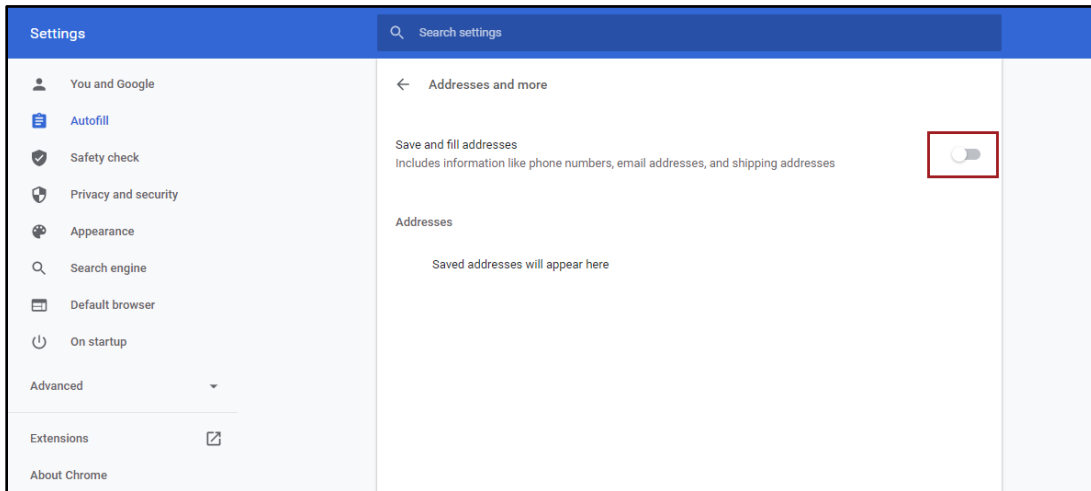 Settings
Search settings
You and Google
Autofill
Safety check
Privacy and security
Appearance
Search engine
Default browser
On startup
Advanced
Extensions
About Chrome
Addresses and more
Save and fill addresses
Includes information like phone numbers, email addresses, and shipping addresses
Addresses
Saved addresses will appear here